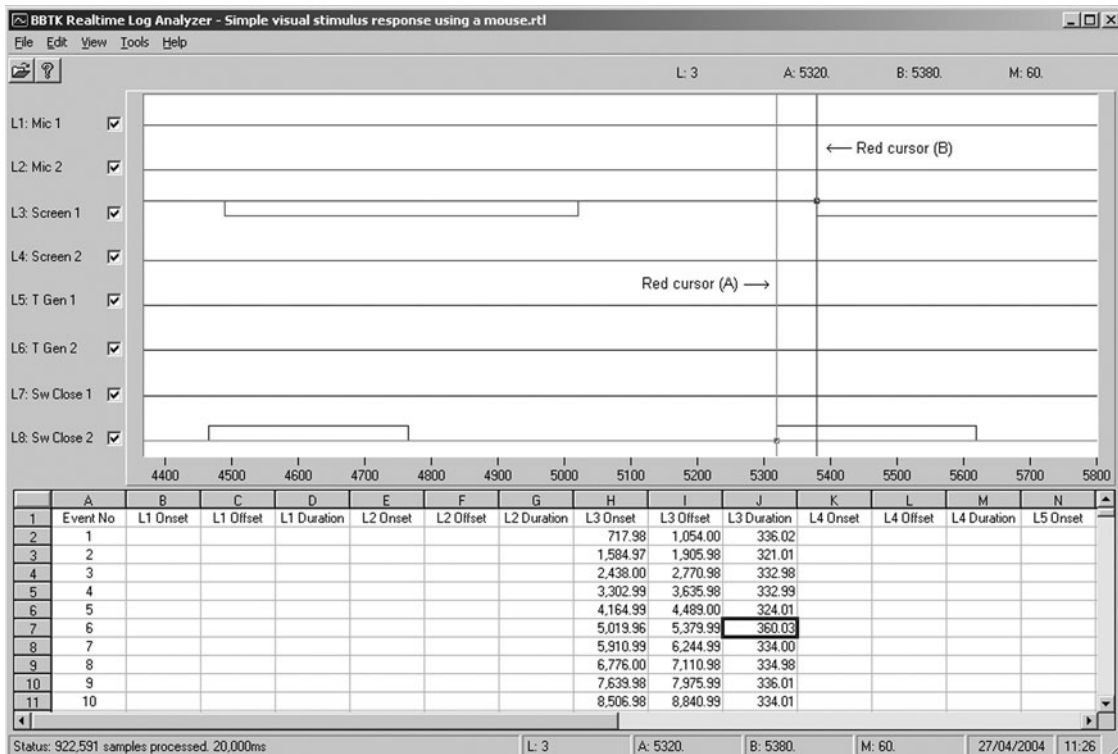 BBTK Realtime Log Analyzer - Simple visual stimulus response using a mouse.rtl
File Edit View Tools Help
L: 3 A: 5320. B: 5380. M: 60.
L1: Mic 1
L2: Mic 2
Red cursor (B)
L3: Screen 1
L4: Screen 2
Red cursor (A)
L5: T Gen 1
L6: T Gen 2
L7: Sw Close 1
L8: Sw Close 2
4400 4500 4600 4700 4800 4900 5000 5100 5200 5300 5400 5500 5600 5700 5800
A B C D E F G H I J K L M N
1 Event No L1 Onset L1 Offset L1 Duration L2 Onset L2 Offset L2 Duration L3 Onset L3 Offset L3 Duration L4 Onset L4 Offset L4 Duration L5 Onset
2 1 717.98 1,054.00 336.02
3 2 1,584.97 1,905.98 321.01
4 3 2,438.00 2,770.98 332.98
5 4 3,302.99 3,635.98 332.99
6 5 4,164.99 4,489.00 324.01
7 6 5,019.96 5,379.99 360.03
8 7 5,910.99 6,244.99 334.00
9 8 6,776.00 7,110.98 334.98
10 9 7,639.98 7,975.99 336.01
11 10 8,506.98 8,840.99 334.01
Status: 922,591 samples processed. 20,000ms L: 3 A: 5320. B: 5380. M: 60. 27/04/2004 11:26